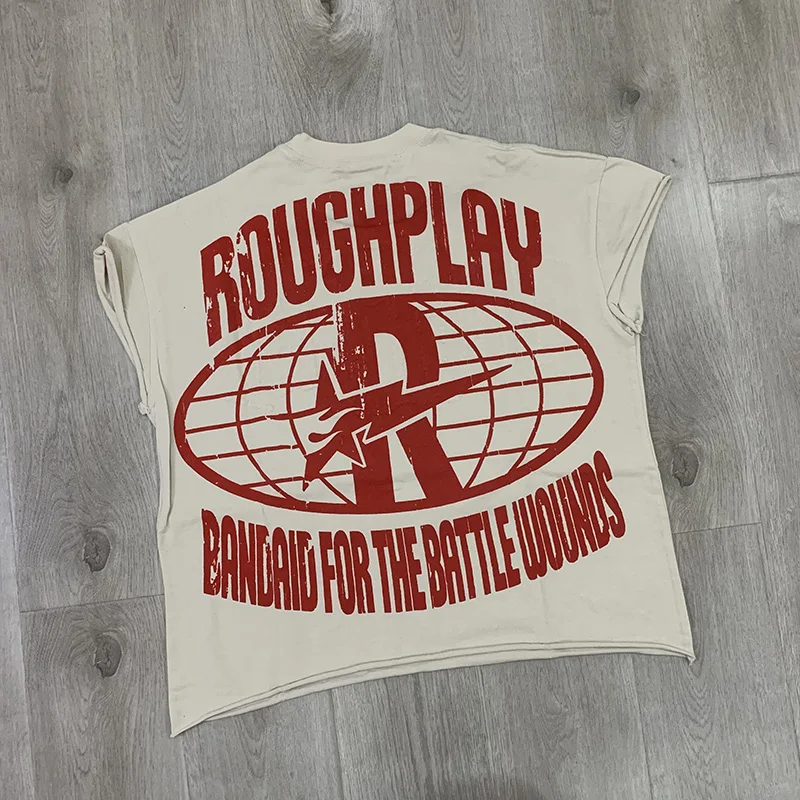 ROUGHPLAY
R
BANDAID FOR THE BATTLE WOUNDS